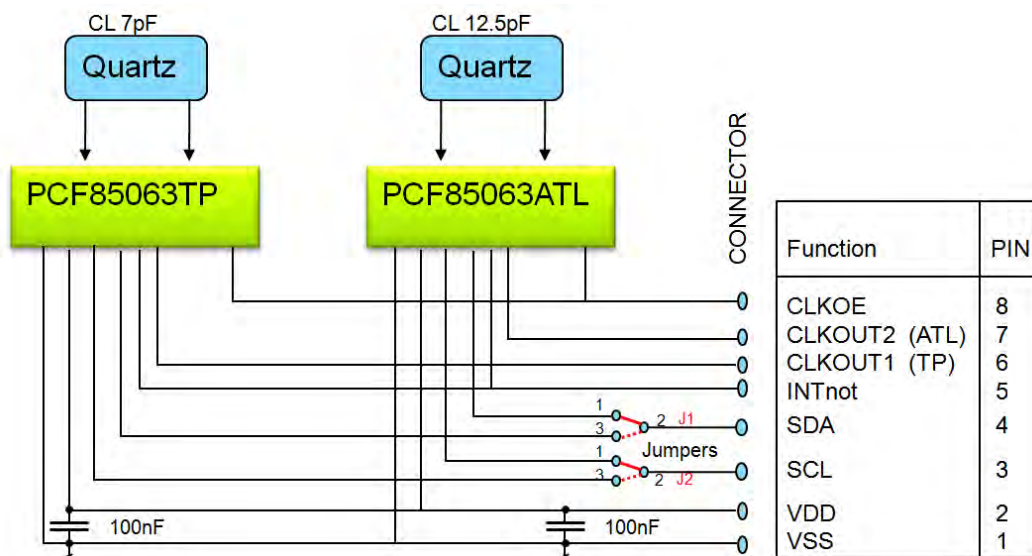 CL 7pF
CL 12.5pF
Quartz
Quartz
PCF85063TP
PCF85063ATL
CONNECTOR
Function PIN
CLKOE 8
CLKOUT2 (ATL) 7
CLKOUT1 (TP) 6
INTnot 5
1
2 J1
SDA 4
3
Jumpers
1
SCL 3
3
2 J2
VDD 2
100nF
100nF
VSS 1